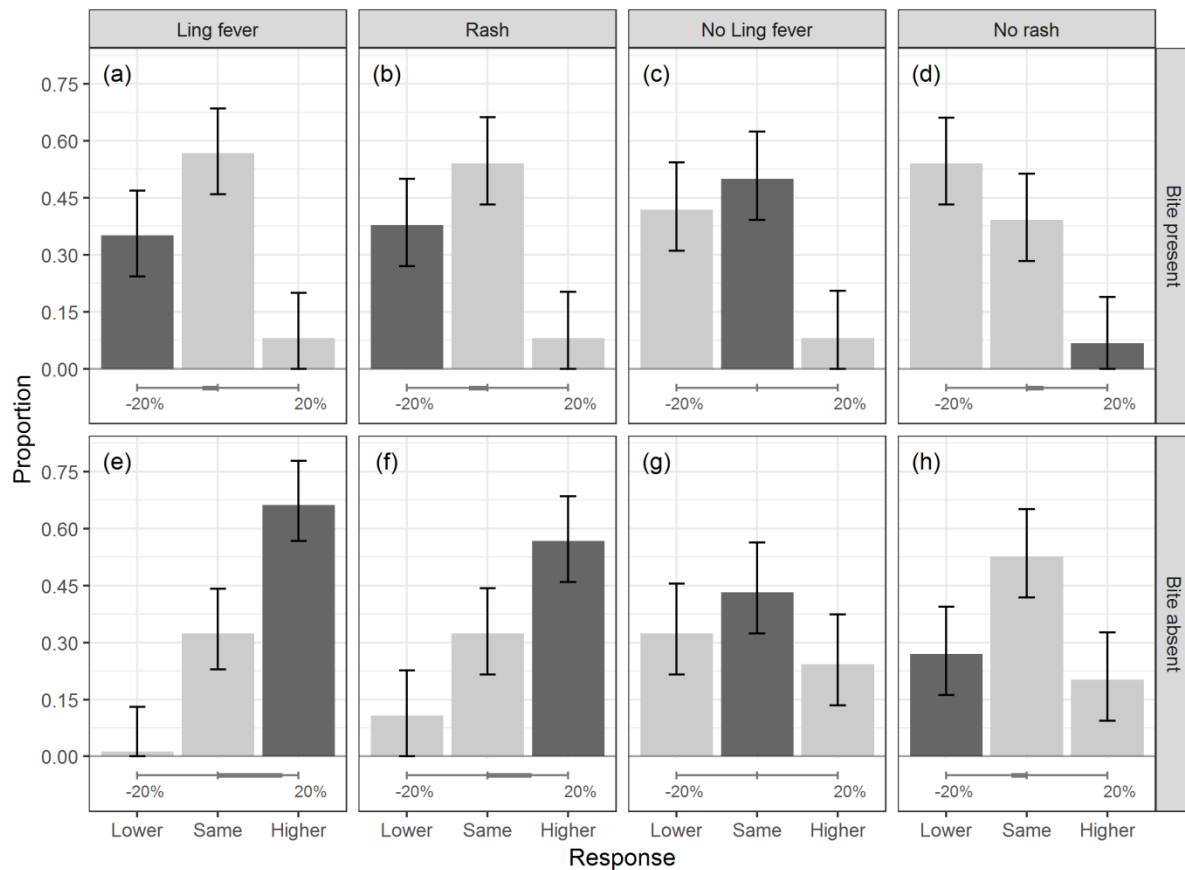 Ling fever Rash No Ling fever No rash
(a) (b) (c) (d)
0.75
0.60
0.45
0.30
0.15
0.00
-20% 20% -20% 20% -20% 20% -20% 20%
Bite present
Proportion
(e) (f) (g) (h)
0.75
0.60
0.45
0.30
0.15
0.00
-20% 20% -20% 20% -20% 20% -20% 20%
Bite absent
Lower Same Higher Lower Same Higher Lower Same Higher Lower Same Higher
Response